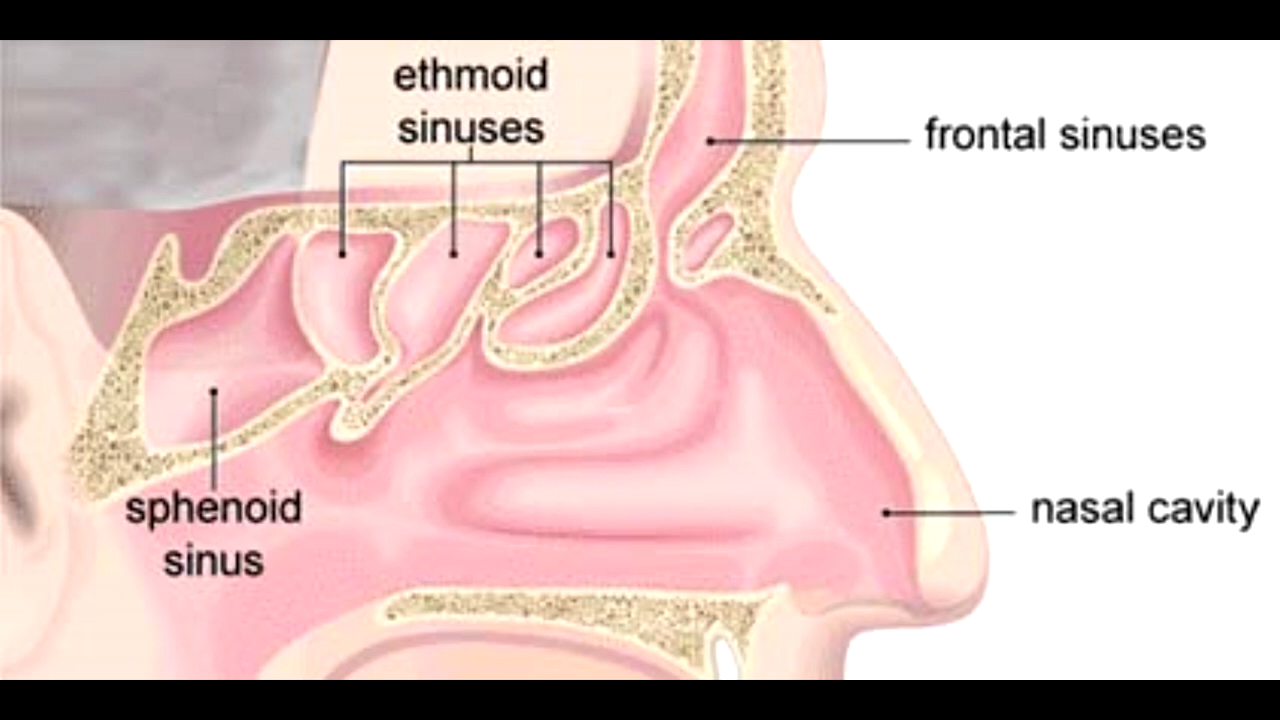 ethmoid
sinuses
frontal sinuses
sphenoid
sinus
nasal cavity